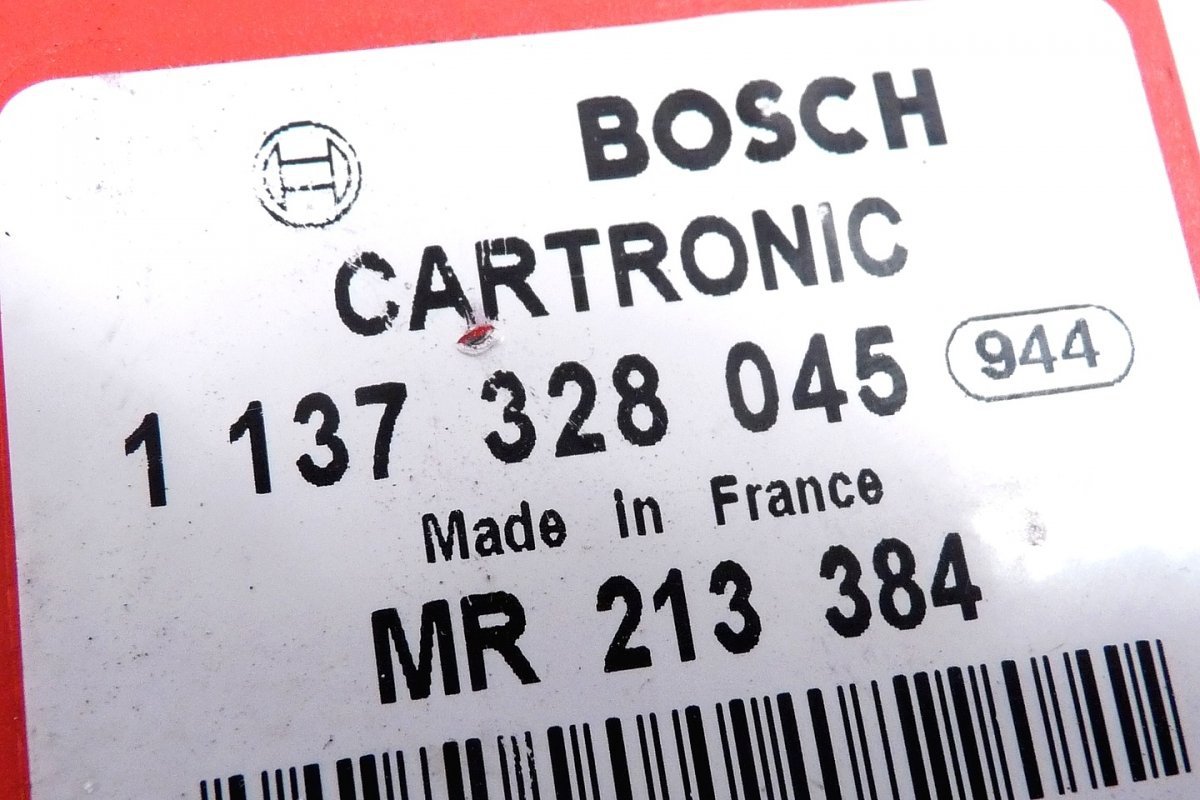 BOSCH
CARTRONIC
1 137 328 045 944
Made in France
MR 213 384